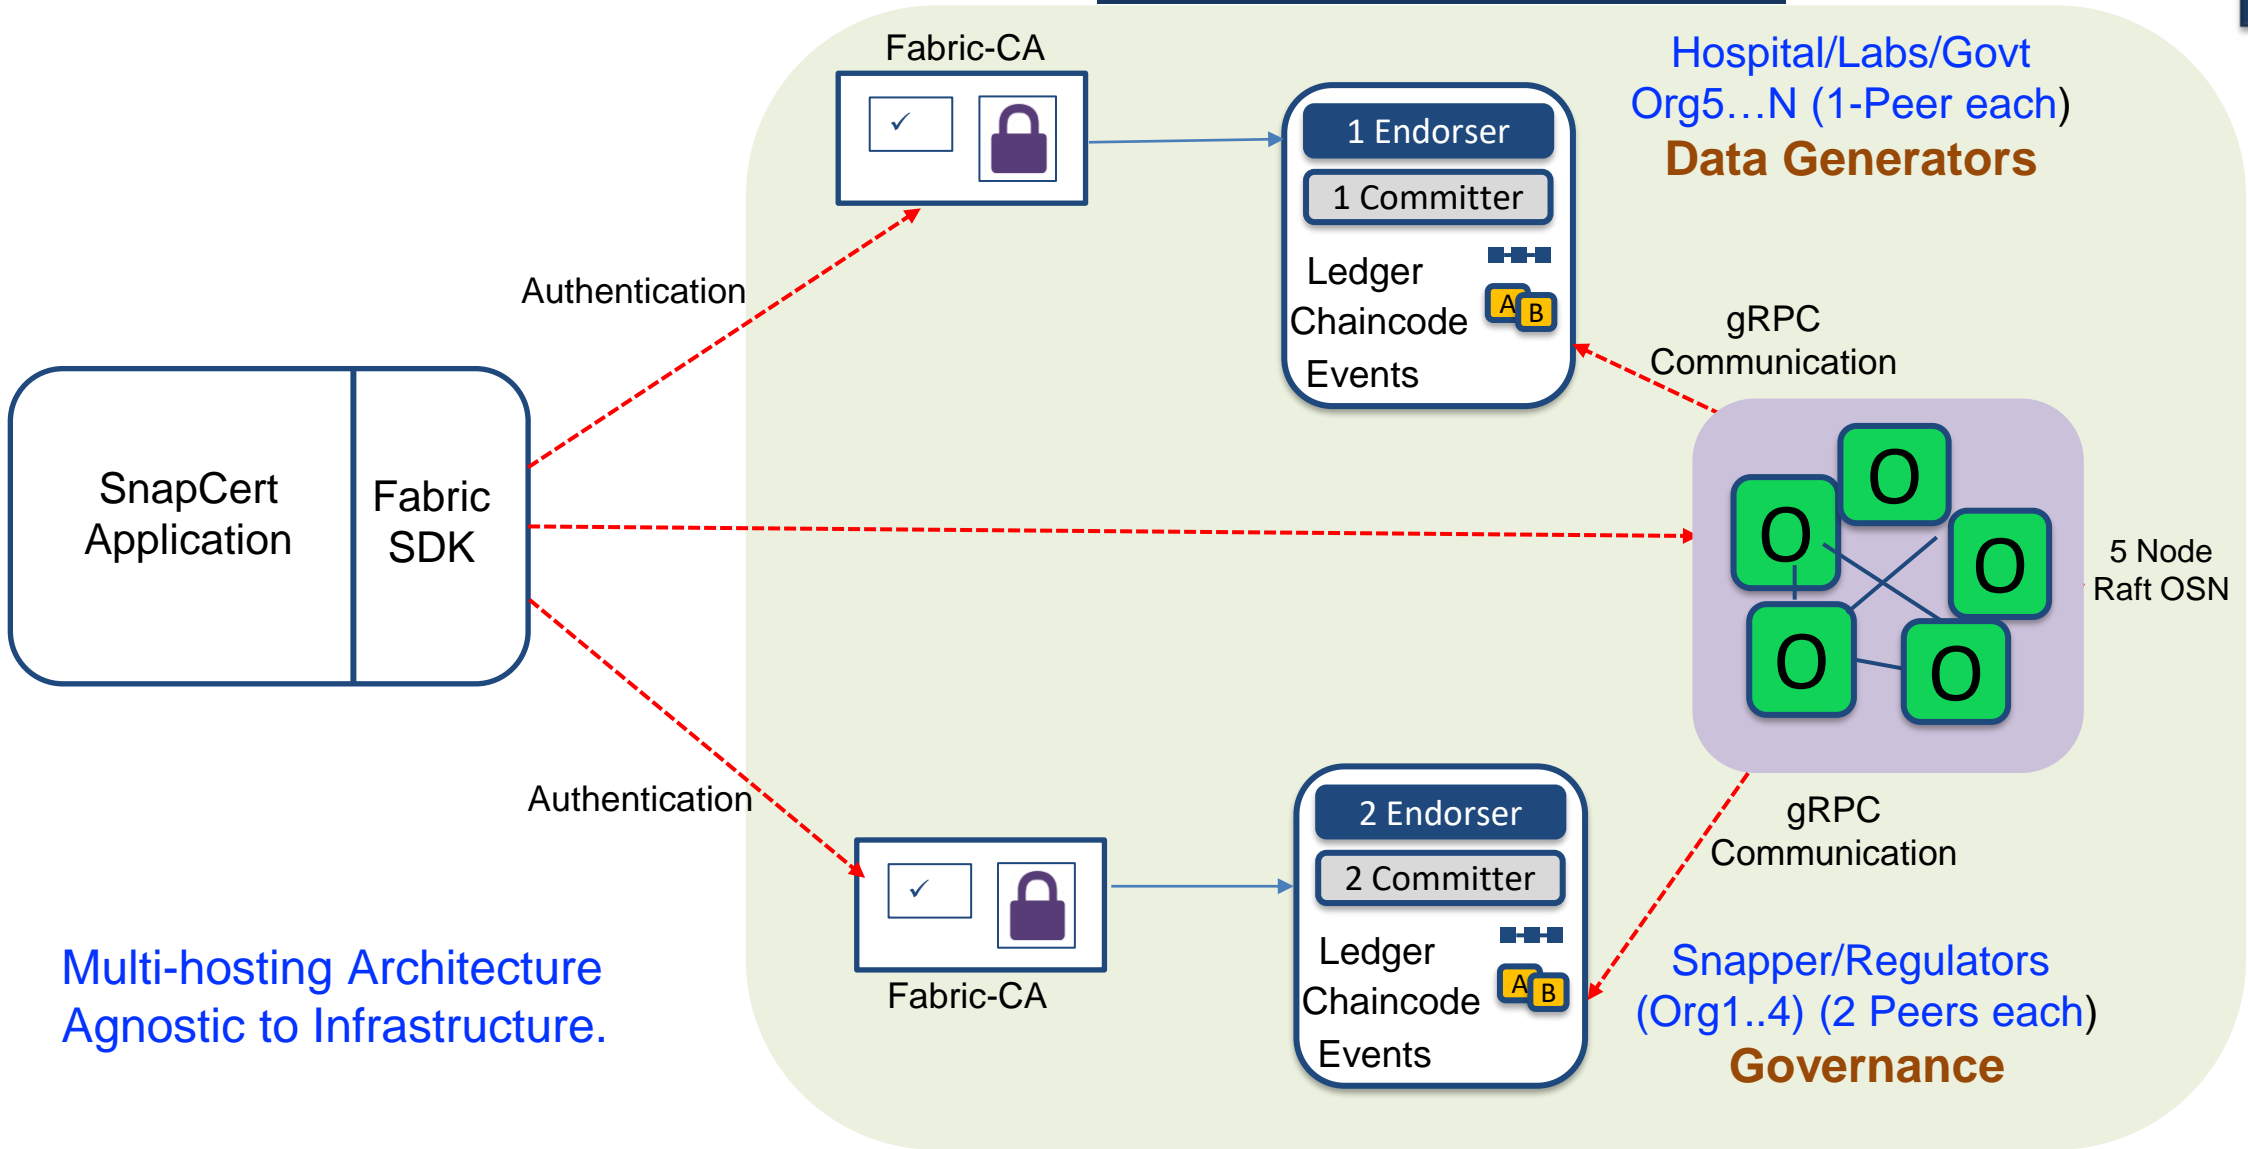 Fabric-CA
Hospital/Labs/Govt
Org5...N (1-Peer each)
Data Generators
✓
1 Endorser
1 Committer
Ledger
Chaincode
A
B
Events
Authentication
gRPC
Communication
SnapCert
Application
Fabric
SDK
O
O
O
O
O
5 Node
Raft OSN
Authentication
gRPC
Communication
2 Endorser
2 Committer
✓
Ledger
Chaincode
A
B
Events
Fabric-CA
Snapper/Regulators
(Org1..4) (2 Peers each)
Governance
Multi-hosting Architecture
Agnostic to Infrastructure.